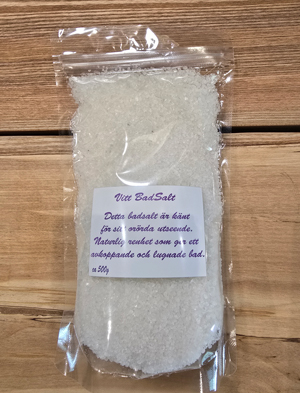 Vitt BadSalt
Detta badsalt är känt
för sitt orörda utseende.
Naturlig renhet som ger ett
avkoppande och lugnade bad.
ca 500g